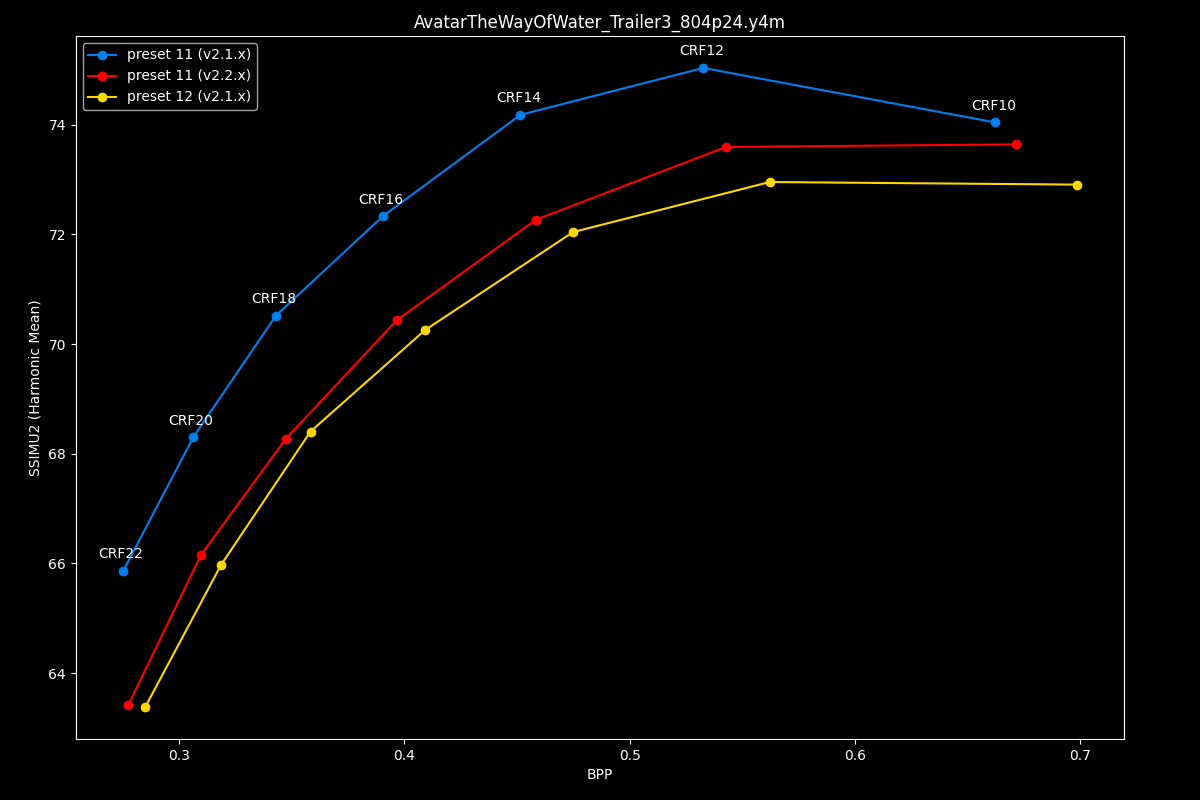 AvatarTheWayOfWater_Trailer3_804p24.y4m
preset 11 (v2.1.x)
preset 11 (v2.2.x)
preset 12 (v2.1.x)
CRF12
CRF14
CRF10
CRF16
CRF18
CRF20
CRF22
74
72
70
68
66
64
SSIMU2 (Harmonic Mean)
0.3
0.4
0.5
0.6
0.7
BPP